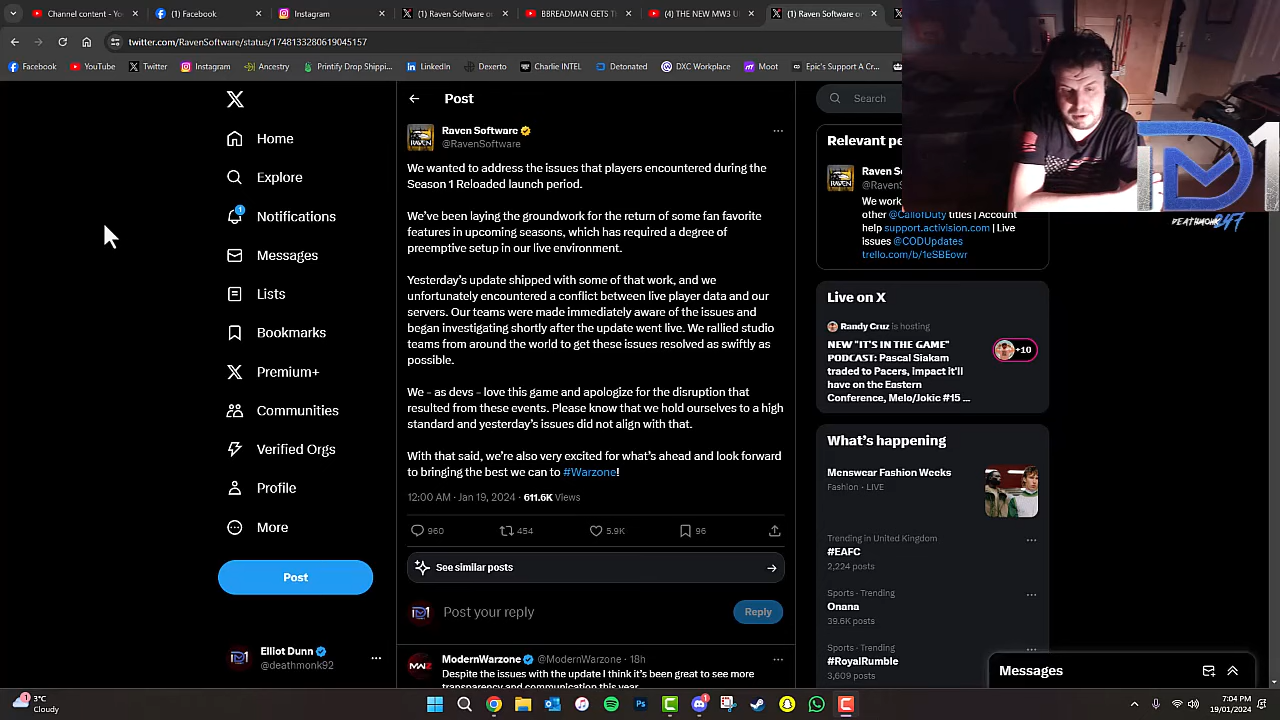 Channel content - Yo
(1) Facebook
Instagram
(1) Raven Software o
BBREADMAN GETS T
(4) THE NEW MW3 U
(1) Raven Software o
twitter.com/RavenSoftware/status/1748133280619045157
Facebook
YouTube
Twitter
Instagram
Ancestry
Printify Drop Shippi...
LinkedIn
Dexerto
Charlie INTEL
Detonated
DXC Workplace
Moot
Epic's Support A Cr...
Home
Explore
1
Notifications
Messages
Lists
Bookmarks
Premium+
Communities
Verified Orgs
Profile
More
Post
Elliot Dunn
@deathmonk92
Post
Raven Software
@RavenSoftware
We wanted to address the issues that players encountered during the
Season 1 Reloaded launch period.
We've been laying the groundwork for the return of some fan favorite
features in upcoming seasons, which has required a degree of
preemptive setup in our live environment.
Yesterday's update shipped with some of that work, and we
unfortunately encountered a conflict between live player data and our
servers. Our teams were made immediately aware of the issues and
began investigating shortly after the update went live. We rallied studio
teams from around the world to get these issues resolved as swiftly as
possible.
We - as devs - love this game and apologize for the disruption that
resulted from these events. Please know that we hold ourselves to a high
standard and yesterday's issues did not align with that.
With that said, we're also very excited for what's ahead and look forward
to bringing the best we can to #Warzone!
12:00 AM · Jan 19, 2024 · 611.6K Views
960
454
5.9K
96
See similar posts
Post your reply
Reply
ModernWarzone @ModernWarzone · 18h
Despite the issues with the update I think it's been great to see more
transparency and communication this year
Search
Relevant pe
Raven S
@RavenS
We work
other @CallofDuty titles | Account
help support.activision.com | Live
issues @CODUpdates
trello.com/b/1eSBEowr
Live on X
Randy Cruz is hosting
NEW "IT'S IN THE GAME"
PODCAST: Pascal Siakam
traded to Pacers, impact it'll
have on the Eastern
Conference, Melo/Jokic #15 ...
+10
What's happening
Menswear Fashion Weeks
Fashion · LIVE
Trending in United Kingdom
#EAFC
2,224 posts
Sports · Trending
Onana
39.6K posts
Sports · Trending
#RoyalRumble
3,609 posts
Messages
3°C
Cloudy
7:04 PM
19/01/2024